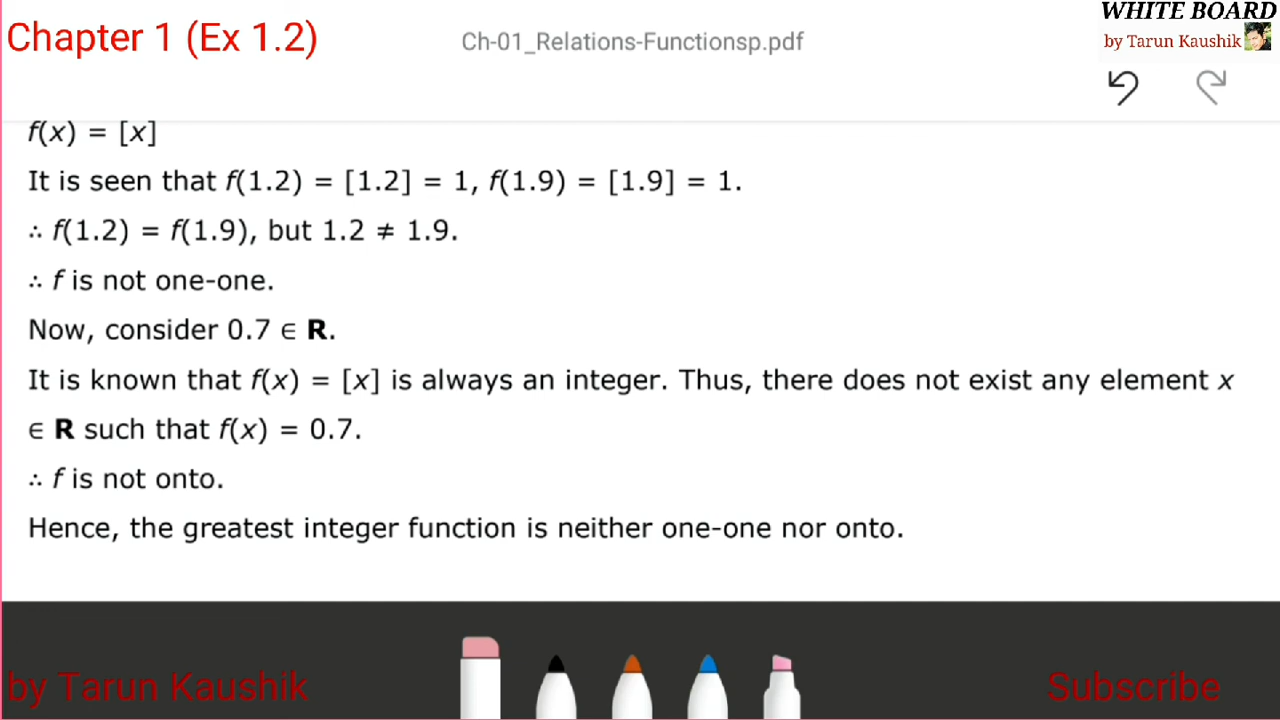 WHITE BOARD
Chapter 1 (Ex 1.2)
Ch-01_Relations-Functionsp.pdf
by Tarun Kaushik
f(x) = [x]
It is seen that f(1.2) = [1.2] = 1, f(1.9) = [1.9] = 1.
∴ f(1.2) = f(1.9), but 1.2 ≠ 1.9.
∴ f is not one-one.
Now, consider 0.7 ∈ R.
It is known that f(x) = [x] is always an integer. Thus, there does not exist any element x
∈ R such that f(x) = 0.7.
∴ f is not onto.
Hence, the greatest integer function is neither one-one nor onto.
by Tarun Kaushik
Subscribe